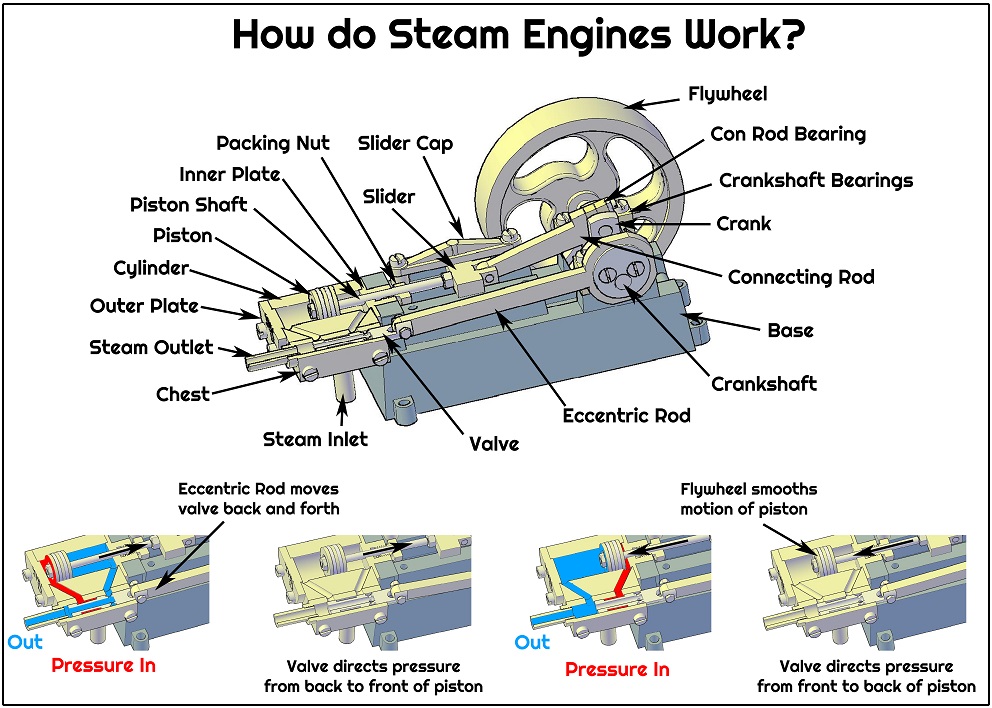 How do Steam Engines Work?
Flywheel
Packing Nut
Slider Cap
Con Rod Bearing
Inner Plate
Crankshaft Bearings
Slider
Piston Shaft
Crank
Piston
Cylinder
Connecting Rod
Outer Plate
Base
Steam Outlet
Crankshaft
Chest
Eccentric Rod
Steam Inlet
Valve
Eccentric Rod moves
valve back and forth
Flywheel smooths
motion of piston
Out
Pressure In
Valve directs pressure
from back to front of piston
Out
Pressure In
Valve directs pressure
from front to back of piston